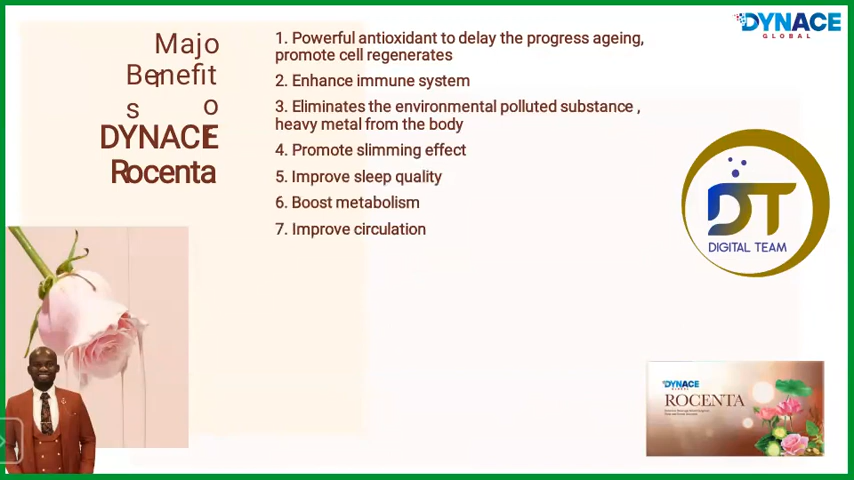 DYNACE
GLOBAL
Majo
Benefit
s o
DYNACE
Rocenta
1. Powerful antioxidant to delay the progress ageing,
promote cell regenerates
2. Enhance immune system
3. Eliminates the environmental polluted substance ,
heavy metal from the body
4. Promote slimming effect
5. Improve sleep quality
6. Boost metabolism
7. Improve circulation
DT
DIGITAL TEAM
DYNACE
ROCENTA